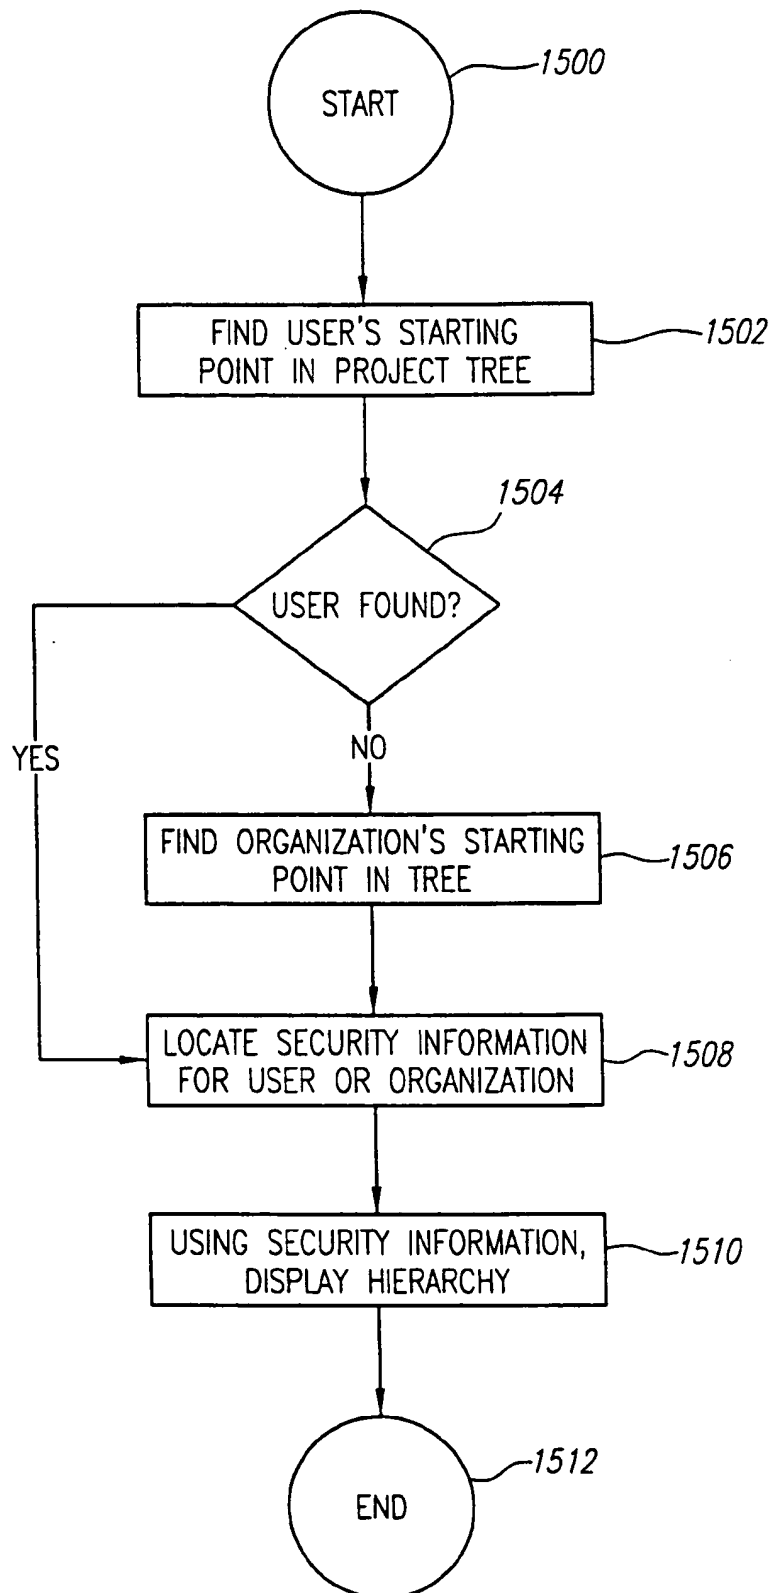 1500
START
FIND USER'S STARTING
POINT IN PROJECT TREE
1502
1504
USER FOUND?
YES
NO
FIND ORGANIZATION'S STARTING
POINT IN TREE
1506
LOCATE SECURITY INFORMATION
FOR USER OR ORGANIZATION
1508
USING SECURITY INFORMATION,
DISPLAY HIERARCHY
1510
1512
END